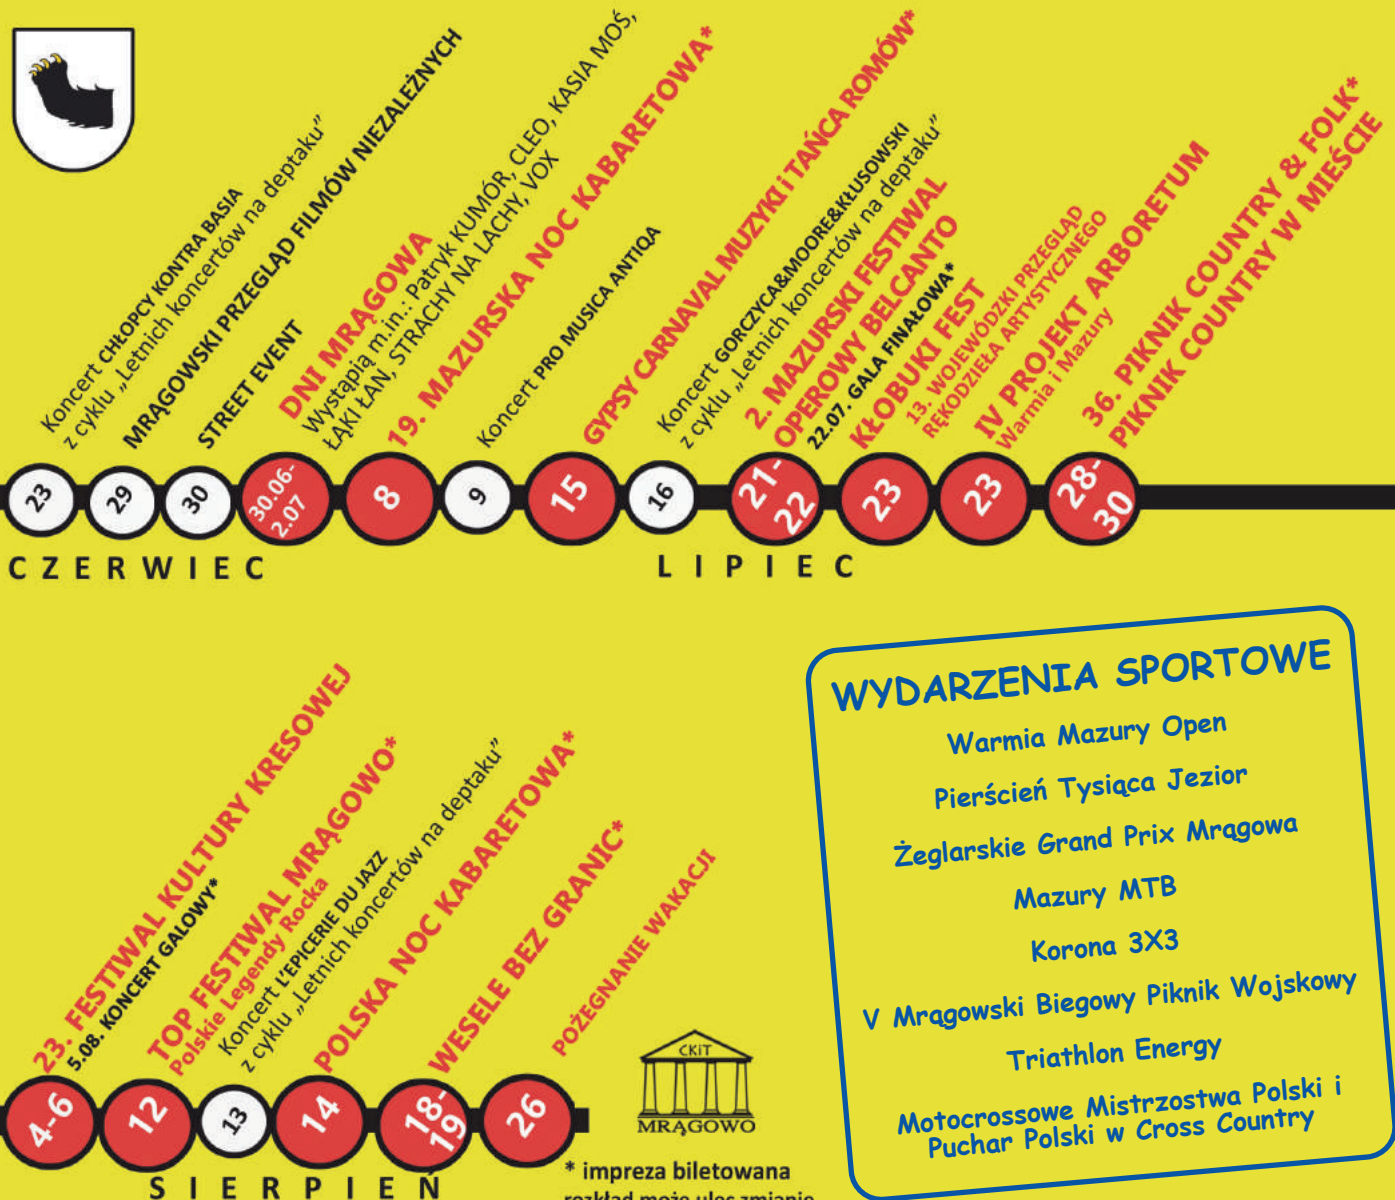 Koncert CHŁOPCY KONTRA BASIA
z cyklu „Letnich koncertów na deptaku”
MRĄGOWSKI PRZEGLĄD FILMÓW NIEZALEŻNYCH
STREET EVENT
DNI MRĄGOWA
Wystąpią m.in.: Patryk KUMÓR, CLEO, KASIA MOŚ,
ŁĄKI ŁAN, STRACHY NA LACHY, VOX
19. MAZURSKA NOC KABARETOWA*
Koncert PRO MUSICA ANTIQA
GYPSY CARNAVAL MUZYKI i TAŃCA ROMÓW*
Koncert GORCZYCA&MOORE&KŁUSOWSKI
z cyklu „Letnich koncertów na deptaku”
2. MAZURSKI FESTIWAL
OPEROWY BELCANTO
22.07. GALA FINAŁOWA*
KŁOBUKI FEST
13. WOJEWÓDZKI PRZEGLĄD
RĘKODZIEŁA ARTYSTYCZNEGO
IV PROJEKT ARBORETUM
Warmia i Mazury
36. PIKNIK COUNTRY & FOLK*
PIKNIK COUNTRY W MIEŚCIE
23
29
30
30.06-
2.07
8
9
15
16
21-
22
23
23
28-
30
CZERWIEC
LIPIEC
23. FESTIWAL KULTURY KRESOWEJ
5.08. KONCERT GALOWY*
TOP FESTIWAL MRĄGOWO*
Polskie Legendy Rocka
Koncert L'EPICERIE DU JAZZ
z cyklu „Letnich koncertów na deptaku”
POLSKA NOC KABARETOWA*
WESELE BEZ GRANIC*
POŻEGNANIE WAKACJI
4-6
12
13
14
18-
19
26
SIERPIEŃ
CKiT
MRĄGOWO
* impreza biletowana
rozkład może ulec zmianie
WYDARZENIA SPORTOWE
Warmia Mazury Open
Pierścień Tysiąca Jezior
Żeglarskie Grand Prix Mrągowa
Mazury MTB
Korona 3X3
V Mrągowski Biegowy Piknik Wojskowy
Triathlon Energy
Motocrossowe Mistrzostwa Polski i
Puchar Polski w Cross Country